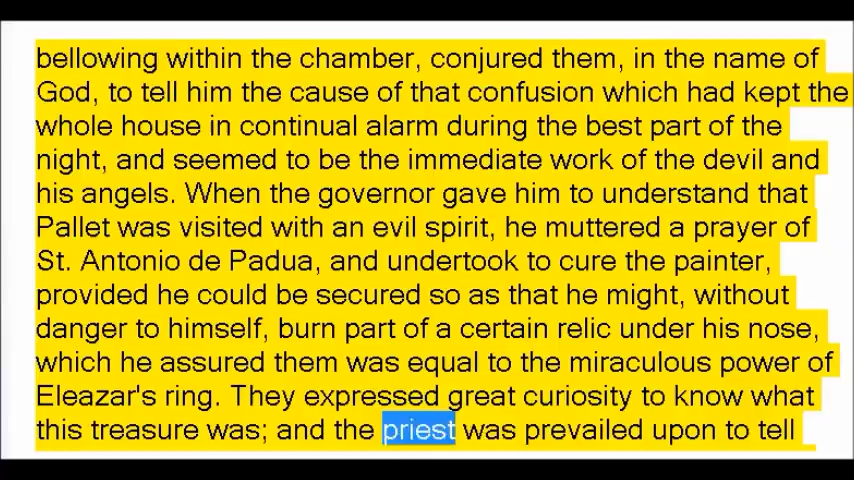 bellowing within the chamber, conjured them, in the name of
God, to tell him the cause of that confusion which had kept the
whole house in continual alarm during the best part of the
night, and seemed to be the immediate work of the devil and
his angels. When the governor gave him to understand that
Pallet was visited with an evil spirit, he muttered a prayer of
St. Antonio de Padua, and undertook to cure the painter,
provided he could be secured so as that he might, without
danger to himself, burn part of a certain relic under his nose,
which he assured them was equal to the miraculous power of
Eleazar's ring. They expressed great curiosity to know what
this treasure was; and the priest was prevailed upon to tell